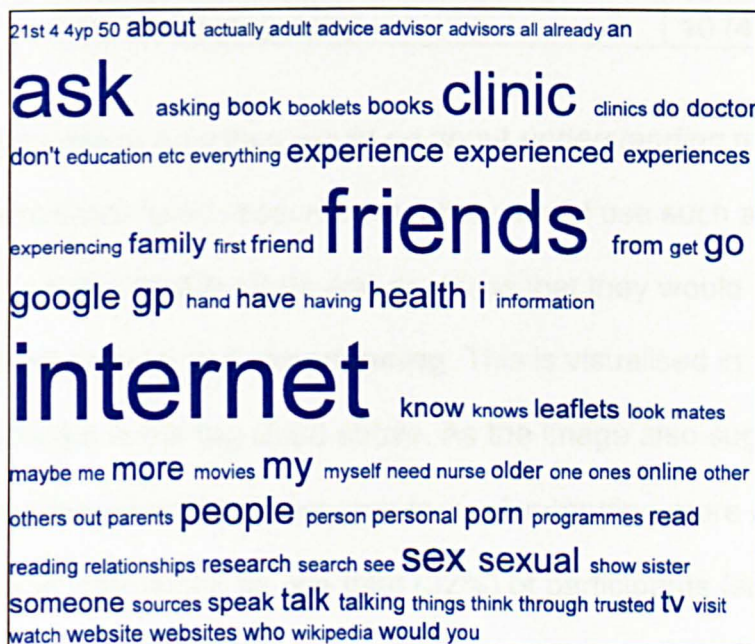 21st 4 4yp 50 about actually adult advice advisor advisors all already an
ask asking book booklets books clinic clinics do doctor
don't education etc everything experience experienced experiences
experiencing family first friend friends from get go
google gp hand have having health i information
internet know knows leaflets look mates
maybe me more movies my myself need nurse older one ones online other
others out parents people person personal porn programmes read
reading relationships research search see sex sexual show sister
someone sources speak talk talking things think through trusted tv visit
watch website websites who wikipedia would you